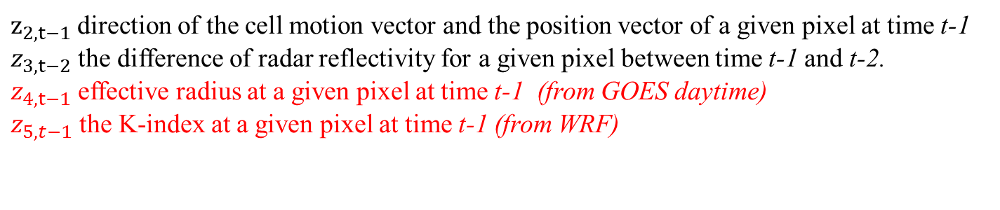 z₂,t−1 direction of the cell motion vector and the position vector of a given pixel at time t-1
z₃,t−2 the difference of radar reflectivity for a given pixel between time t-1 and t-2.
z₄,t−1 effective radius at a given pixel at time t-1 (from GOES daytime)
z₅,t−1 the K-index at a given pixel at time t-1 (from WRF)